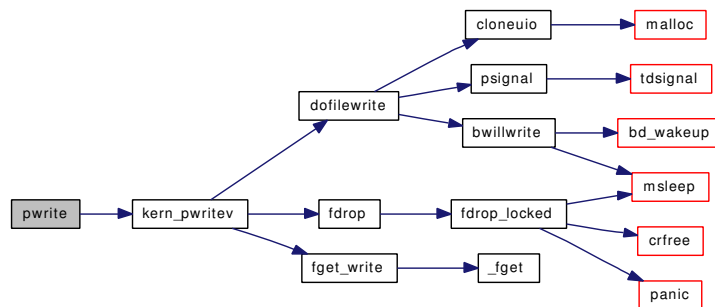 cloneuio
malloc
psignal
tdsignal
dofilewrite
bwillwrite
bd_wakeup
msleep
pwrite
kern_pwritev
fdrop
fdrop_locked
crfree
fget_write
_fget
panic